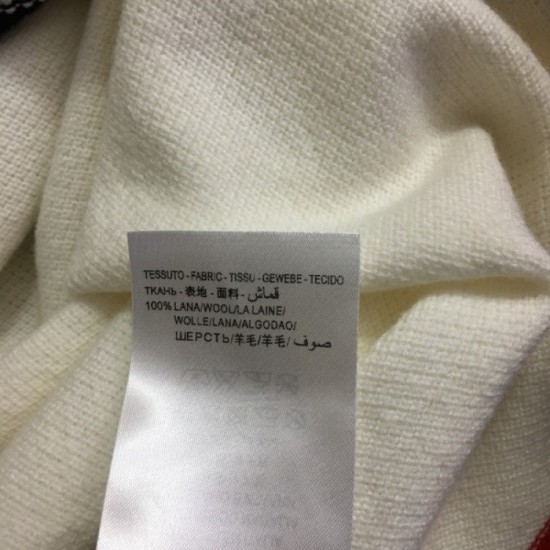 TESSUTO - FABRIC - TISSU - GEWEBE - TECIDO
ТКАНЬ - 表地 - 面料 - قماش
100% LANA/WOOL/LA LAINE/
WOLLE/LANA/ALGODAO/
ШЕРСТЬ/羊毛/羊毛/ صوف